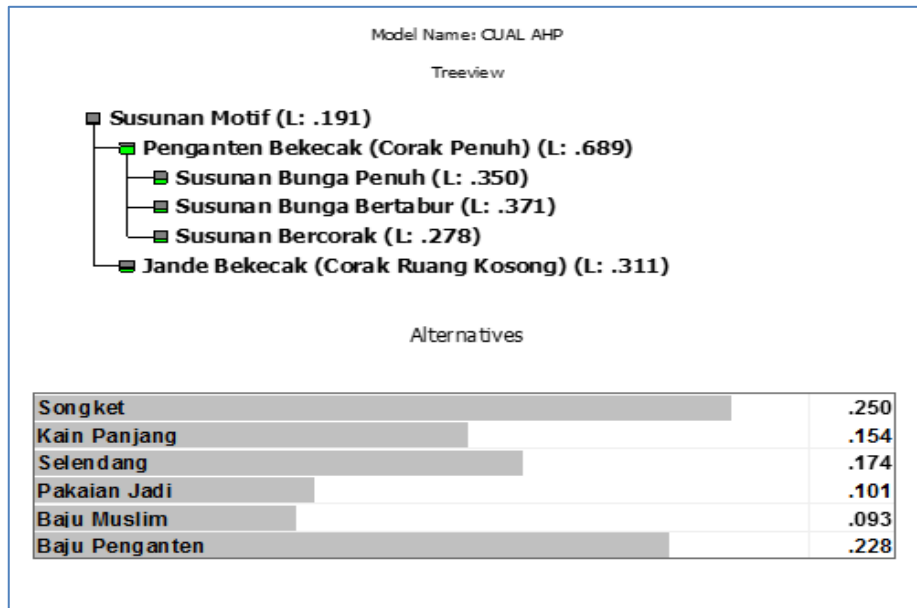 Model Name: CUAL AHP
Treeview
Susunan Motif (L: .191)
Penganten Bekecak (Corak Penuh) (L: .689)
Susunan Bunga Penuh (L: .350)
Susunan Bunga Bertabur (L: .371)
Susunan Bercorak (L: .278)
Jande Bekecak (Corak Ruang Kosong) (L: .311)
Alternatives
Songket .250
Kain Panjang .154
Selendang .174
Pakaian Jadi .101
Baju Muslim .093
Baju Penganten .228